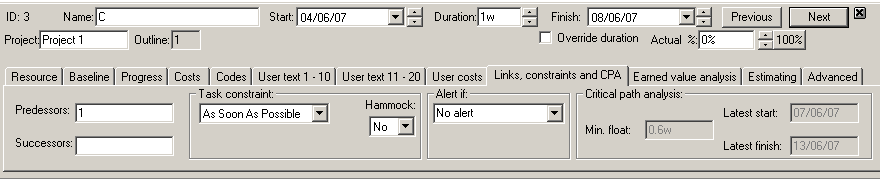 ID: 3 Name: C Start: 04/06/07 Duration: 1w Finish: 08/06/07 Previous Next
Project: Project 1 Outline: 1 Override duration Actual %: 0% 100%
Resource Baseline Progress Costs Codes User text 1 - 10 User text 11 - 20 User costs Links, constraints and CPA Earned value analysis Estimating Advanced
Task constraint: Alert if: Critical path analysis:
Predessors: 1 As Soon As Possible Hammock: No alert Latest start: 07/06/07
No Min. float: 0.6w
Successors: Latest finish: 13/06/07